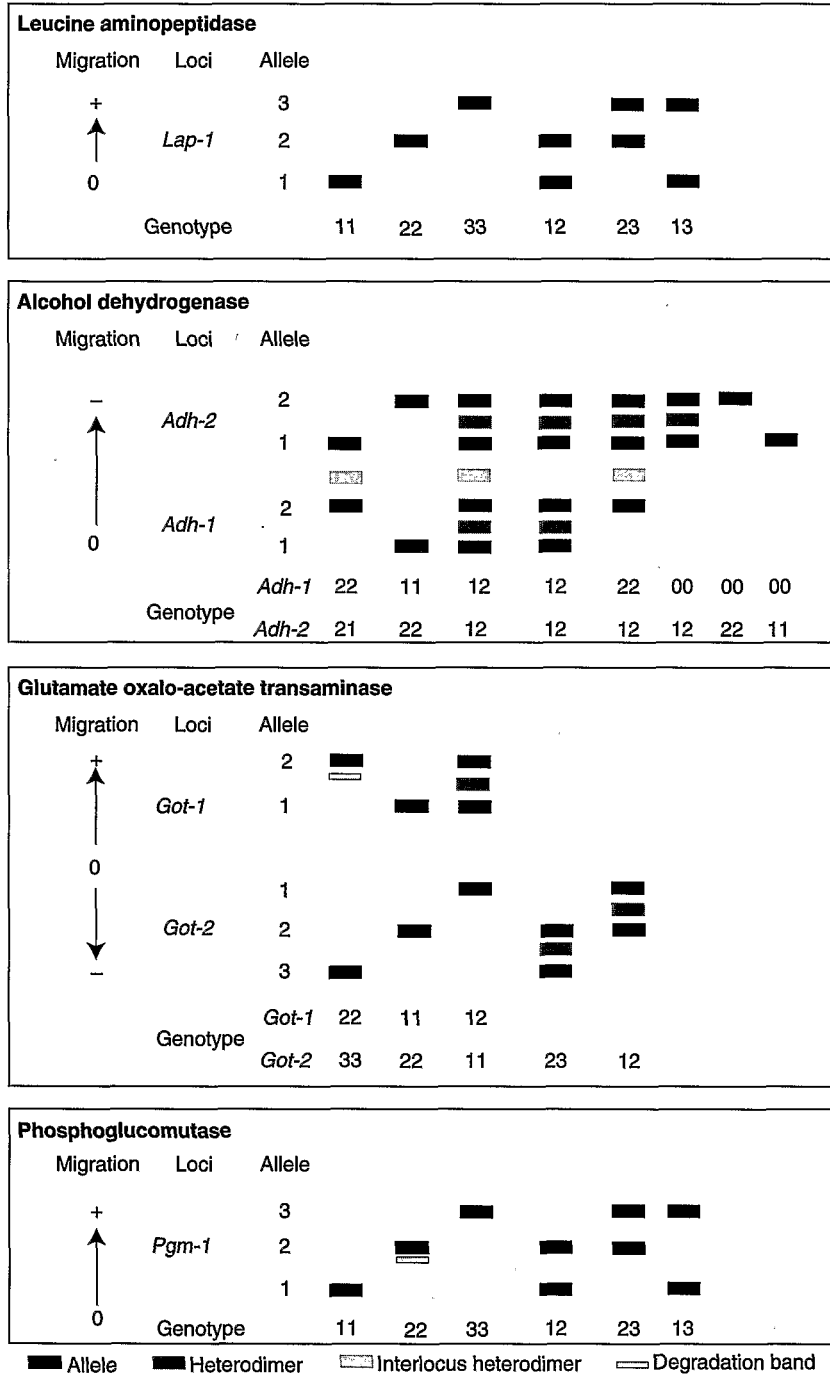 Leucine aminopeptidase
Migration Loci Allele
+ 3
Lap-1 2
0 1
Genotype 11 22 33 12 23 13
Alcohol dehydrogenase
Migration Loci Allele
− 2
Adh-2
1
2
Adh-1
0 1
Adh-1 22 11 12 12 22 00 00 00
Genotype
Adh-2 21 22 12 12 12 12 22 11
Glutamate oxalo-acetate transaminase
Migration Loci Allele
+ 2
Got-1 1
0
1
Got-2 2
− 3
Got-1 22 11 12
Genotype
Got-2 33 22 11 23 12
Phosphoglucomutase
Migration Loci Allele
+ 3
Pgm-1 2
1
0
Genotype 11 22 33 12 23 13
Allele Heterodimer Interlocus heterodimer Degradation band